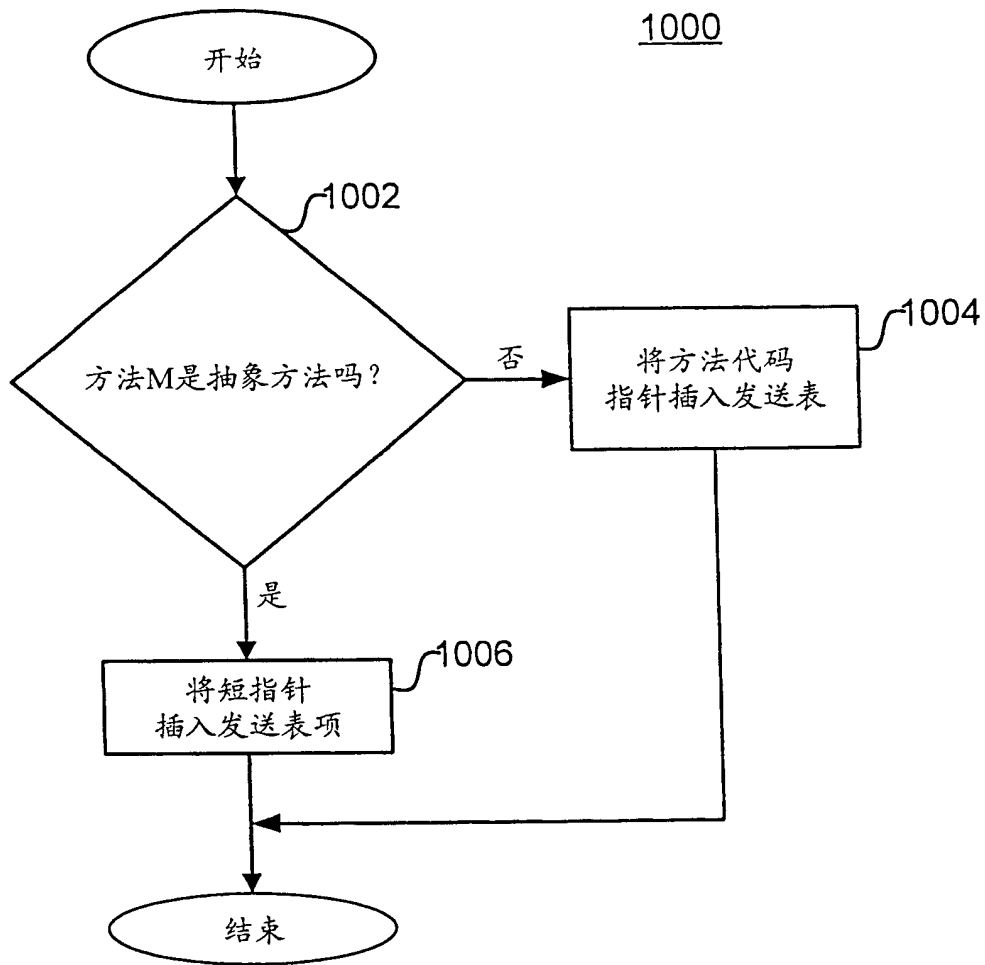 1000
开始
1002
方法M是抽象方法吗？
否
1004
将方法代码
指针插入发送表
是
1006
将短指针
插入发送表项
结束